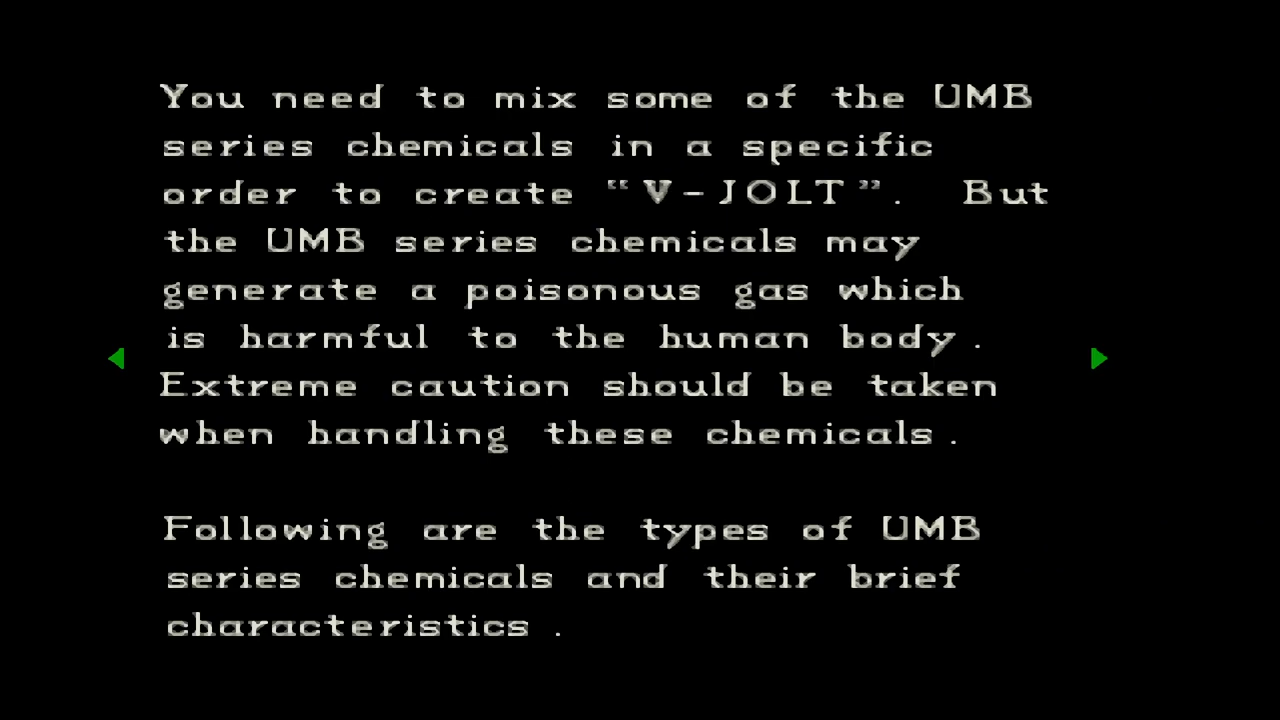 You need to mix some of the UMB
series chemicals in a specific
order to create "V-JOLT". But
the UMB series chemicals may
generate a poisonous gas which
is harmful to the human body.
Extreme caution should be taken
when handling these chemicals.
Following are the types of UMB
series chemicals and their brief
characteristics.